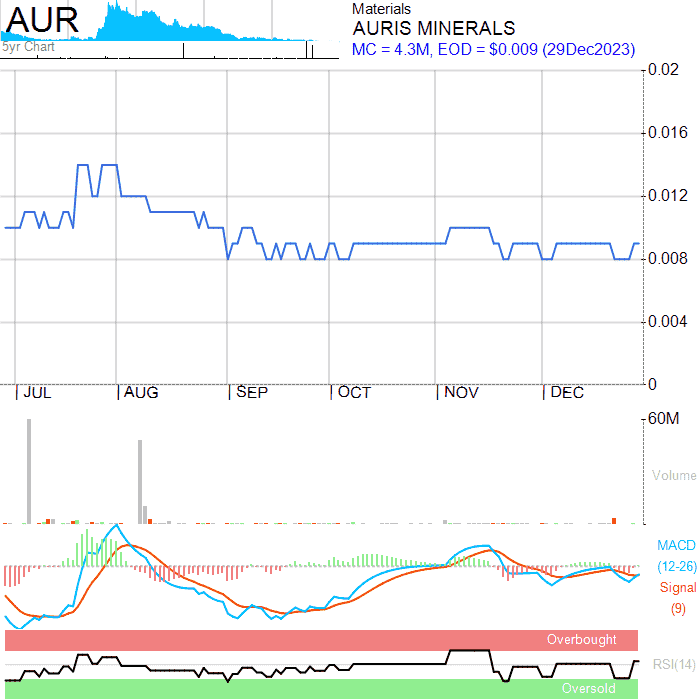 AUR
5yr Chart
Materials
AURIS MINERALS
MC = 4.3M, EOD = $0.009 (29Dec2023)
0.02
0.016
0.012
0.008
0.004
0
JUL AUG SEP OCT NOV DEC
60M
Volume
MACD
(12-26)
Signal
(9)
Overbought
RSI(14)
Oversold